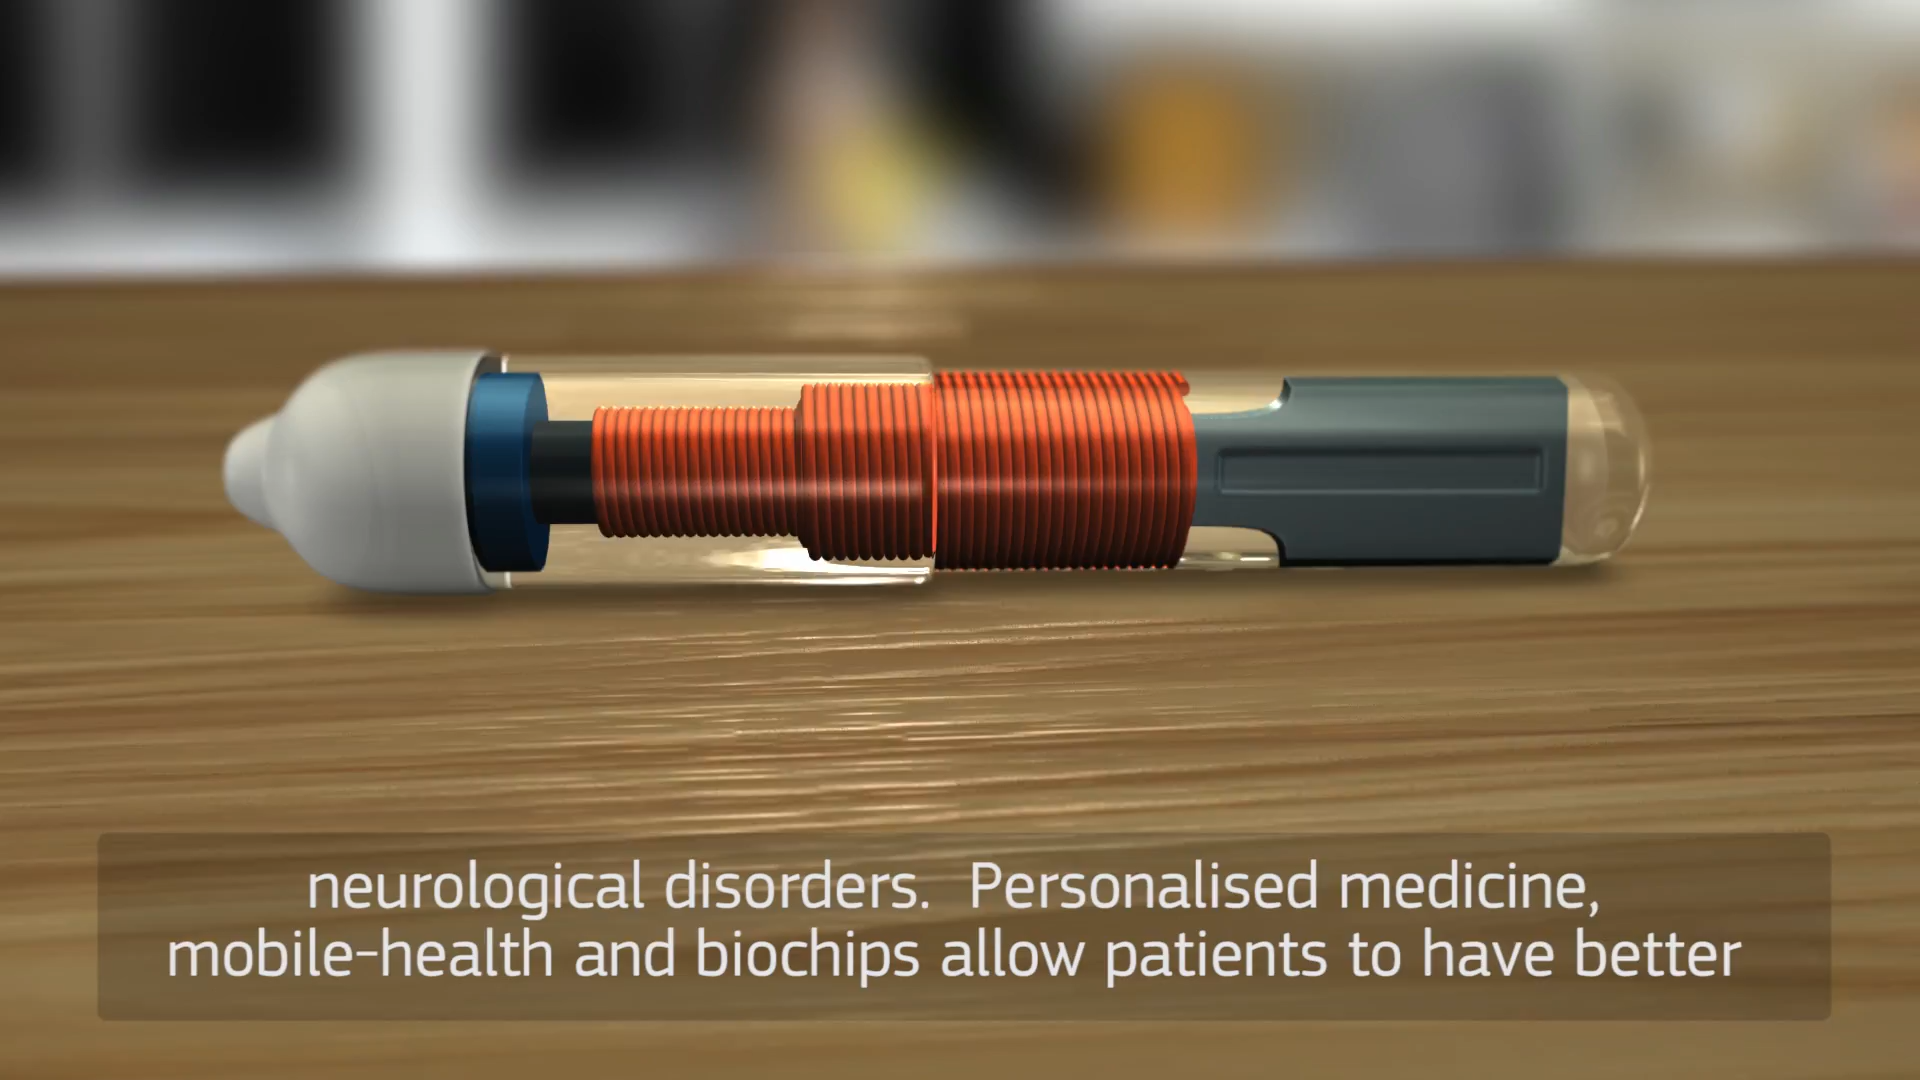 neurological disorders.  Personalised medicine,
mobile-health and biochips allow patients to have better